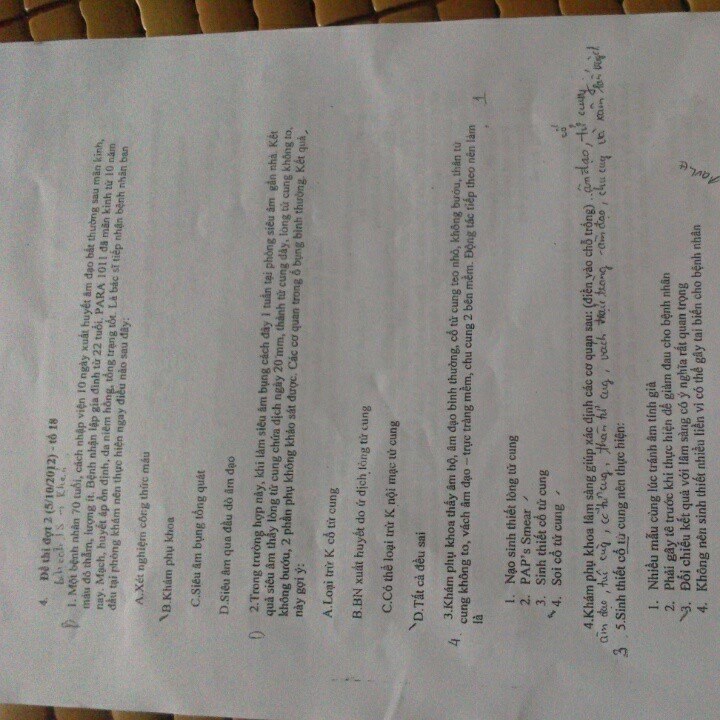 4. Đề thi đợt 2 (5/10/2012) - tổ 18
B 1. Một bệnh nhân 70 tuổi, cách nhập viện 10 ngày xuất huyết âm đạo bất thường sau mãn kinh,
máu đỏ thẫm, lượng ít. Bệnh nhận lập gia đình từ 22 tuổi. PARA 1011 đã mãn kinh từ 10 năm
nay. Mạch, huyết áp ổn định, da niêm hồng, tổng trạng tốt. Là bác sĩ tiếp nhận bệnh nhân ban
đầu tại phòng khám nên thực hiện ngay điều nào sau đây:
A.Xét nghiệm công thức máu
B.Khám phụ khoa
C.Siêu âm bụng tổng quát
D.Siêu âm qua đầu dò âm đạo
D 2.Trong trường hợp này, khi làm siêu âm bụng cách đây 1 tuần tại phòng siêu âm gần nhà. Kết
quả siêu âm thấy lòng tử cung chứa dịch ngày 20 mm, thành tử cung dày, lòng tử cung không to,
không bướu, 2 phần phụ không khảo sát được. Các cơ quan trong ổ bụng bình thường. Kết quả
này gợi ý:
A.Loại trừ K cổ tử cung
B.BN xuất huyết do ứ dịch lòng tử cung
C.Có thể loại trừ K nội mạc tử cung
D.Tất cả đều sai
4. 3.Khám phụ khoa thấy âm hộ, âm đạo bình thường, cổ tử cung teo nhỏ, không bướu, thân tử
cung không to, vách âm đạo – trực tràng mềm, chu cung 2 bên mềm. Động tác tiếp theo nên làm
là
1
1. Nạo sinh thiết lòng tử cung
2. PAP's Smear
3. Sinh thiết cổ tử cung
4. Soi cổ tử cung
cổ
4.Khám phụ khoa lâm sàng giúp xác định các cơ quan sau: (điền vào chỗ trống) ..âm đạo, tử cung,
âm đạo, túi cùng, cổ tử cung, thân tử cung, vách trực tràng - âm đạo, chu cung và
3 5.Sinh thiết cổ tử cung nên thực hiện:
1. Nhiều mẫu cùng lúc tránh âm tính giả
2. Phải gây tê trước khi thực hiện để giảm đau cho bệnh nhân
3. Đối chiếu kết quả với lâm sàng có ý nghĩa rất quan trọng
4. Không nên sinh thiết nhiều liền vì có thể gây tai biến cho bệnh nhân